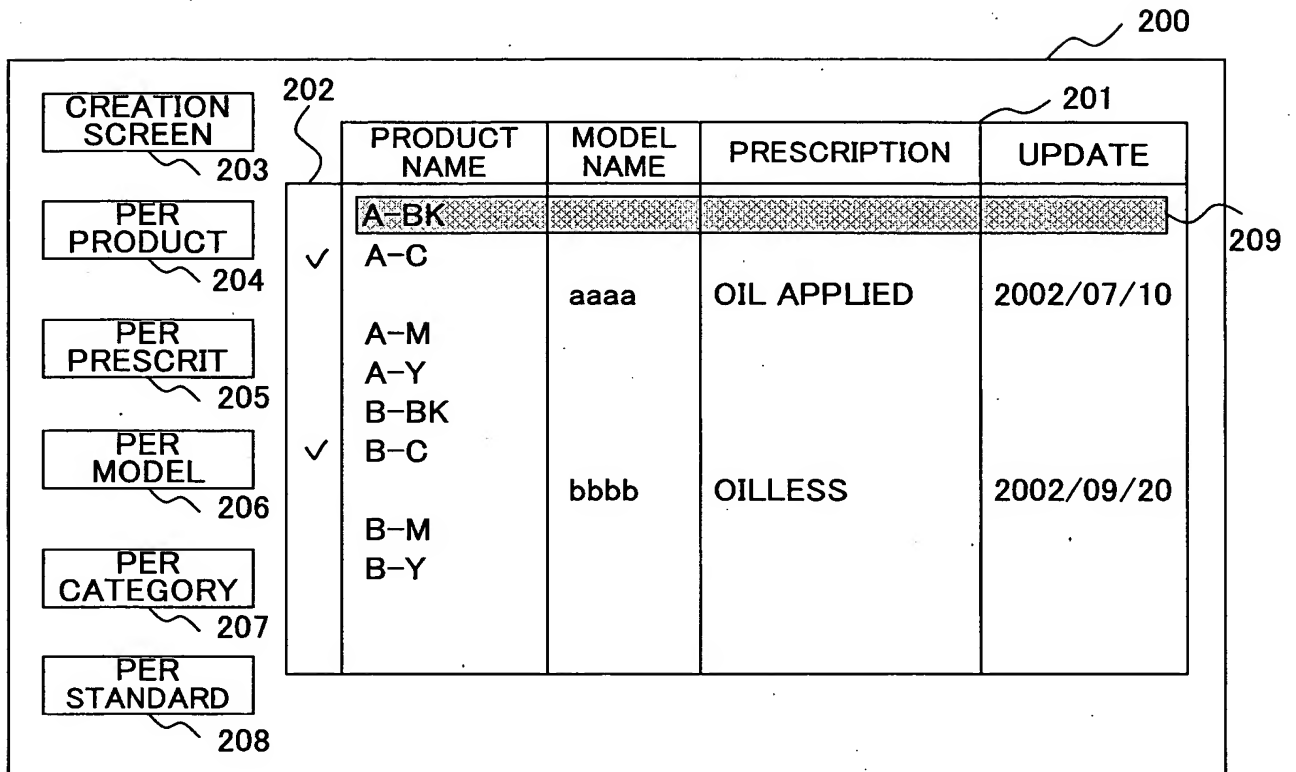 200
CREATION
SCREEN
203
PER
PRODUCT
204
PER
PRESCRIT
205
PER
MODEL
206
PER
CATEGORY
207
PER
STANDARD
208
202
201
PRODUCT NAME MODEL NAME PRESCRIPTION UPDATE
A-BK
209
✓ A-C
aaaa OIL APPLIED 2002/07/10
A-M
A-Y
B-BK
✓ B-C
bbbb OILLESS 2002/09/20
B-M
B-Y